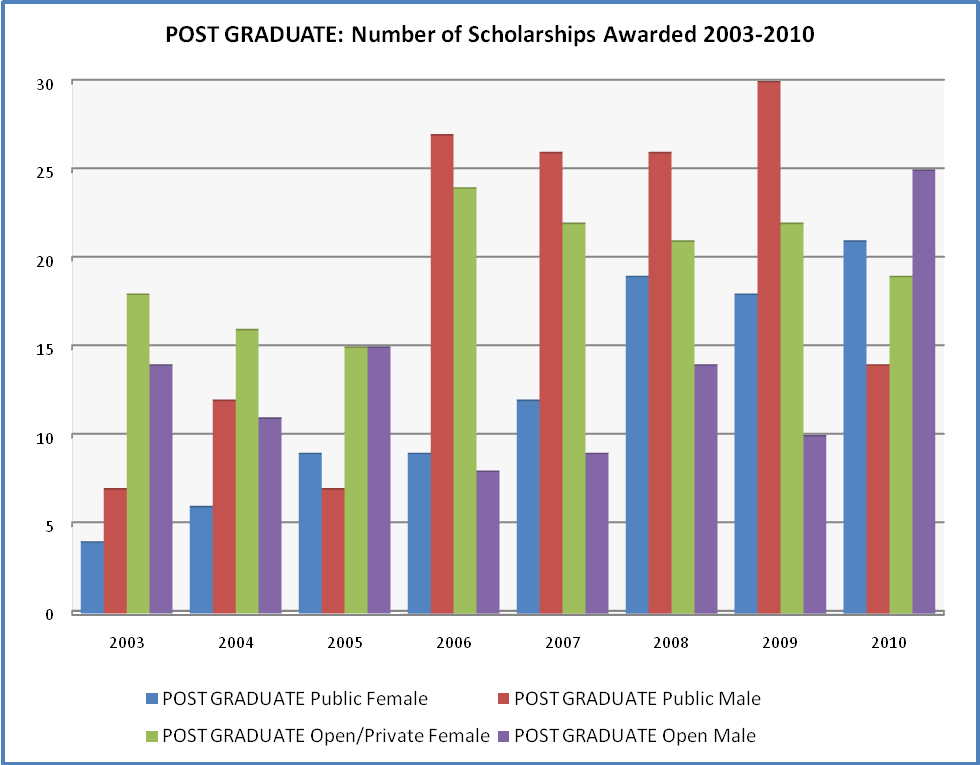 POST GRADUATE: Number of Scholarships Awarded 2003-2010
30
25
20
15
10
5
0
2003 2004 2005 2006 2007 2008 2009 2010
POST GRADUATE Public Female POST GRADUATE Public Male
POST GRADUATE Open/Private Female POST GRADUATE Open Male